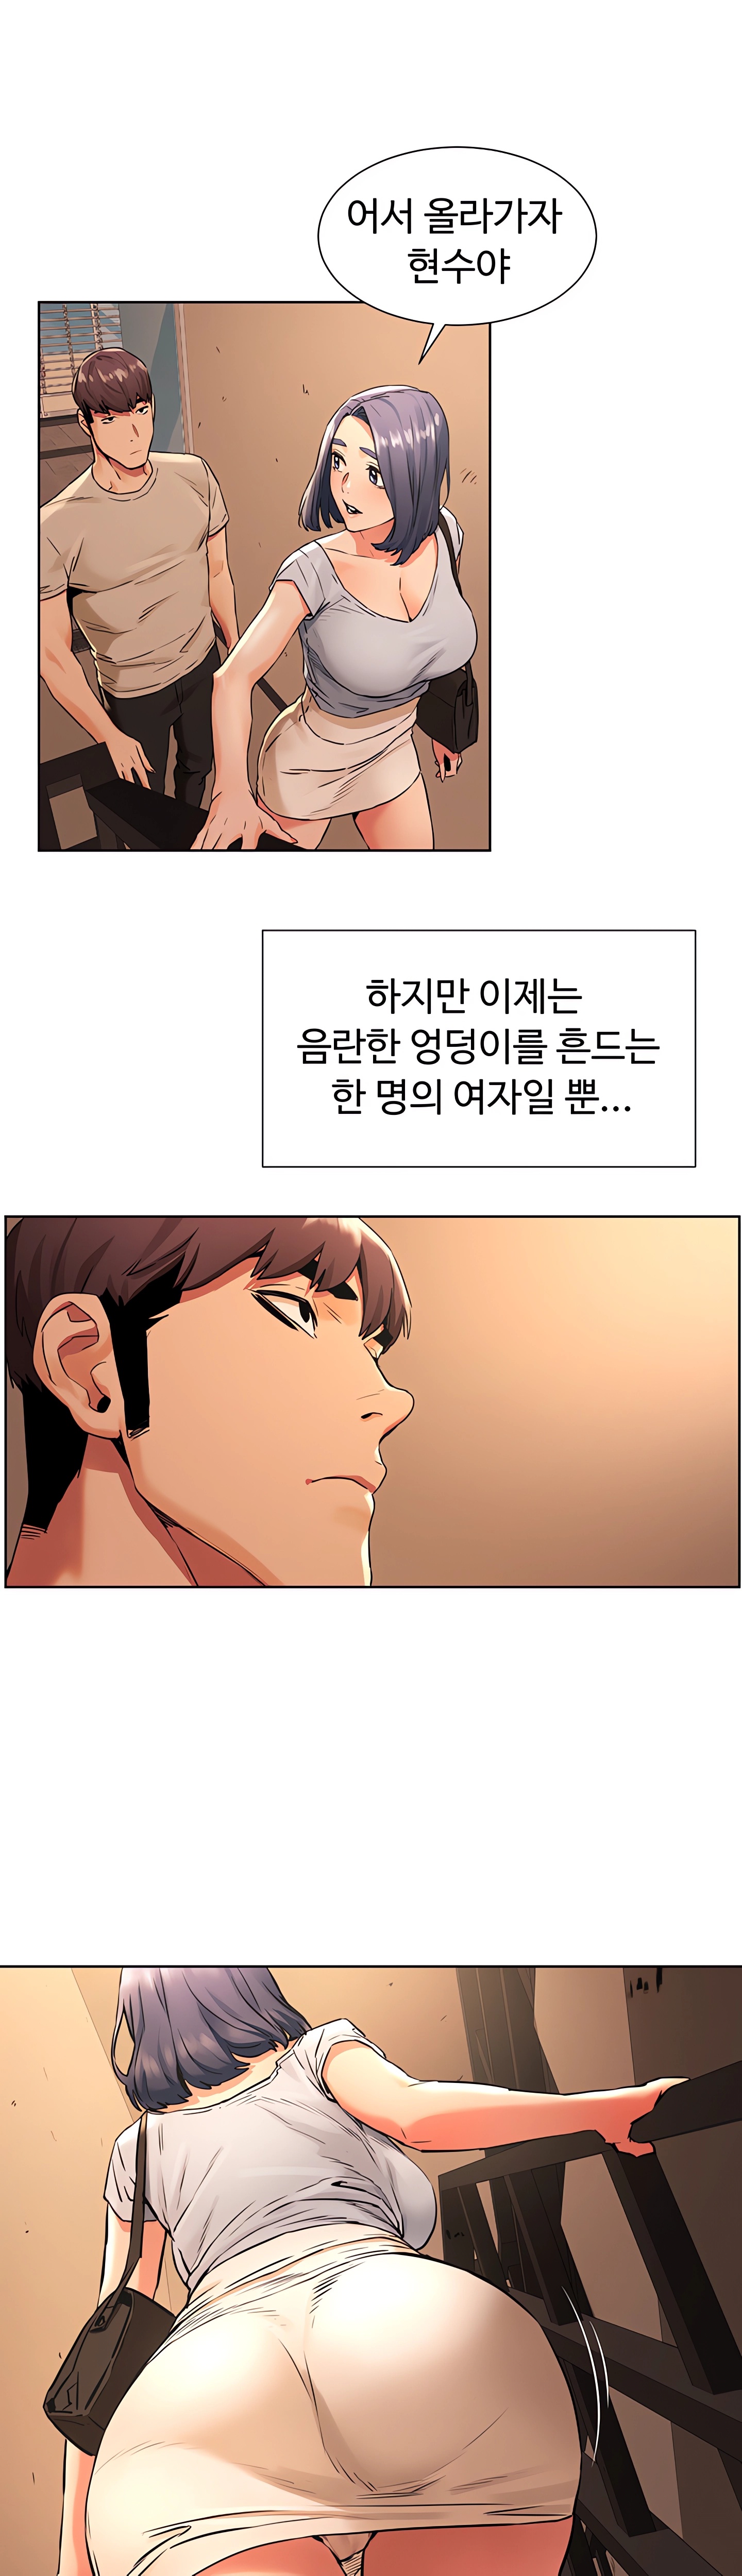 어서 올라가자
현수야
하지만 이제는
음란한 엉덩이를 흔드는
한 명의 여자일 뿐...